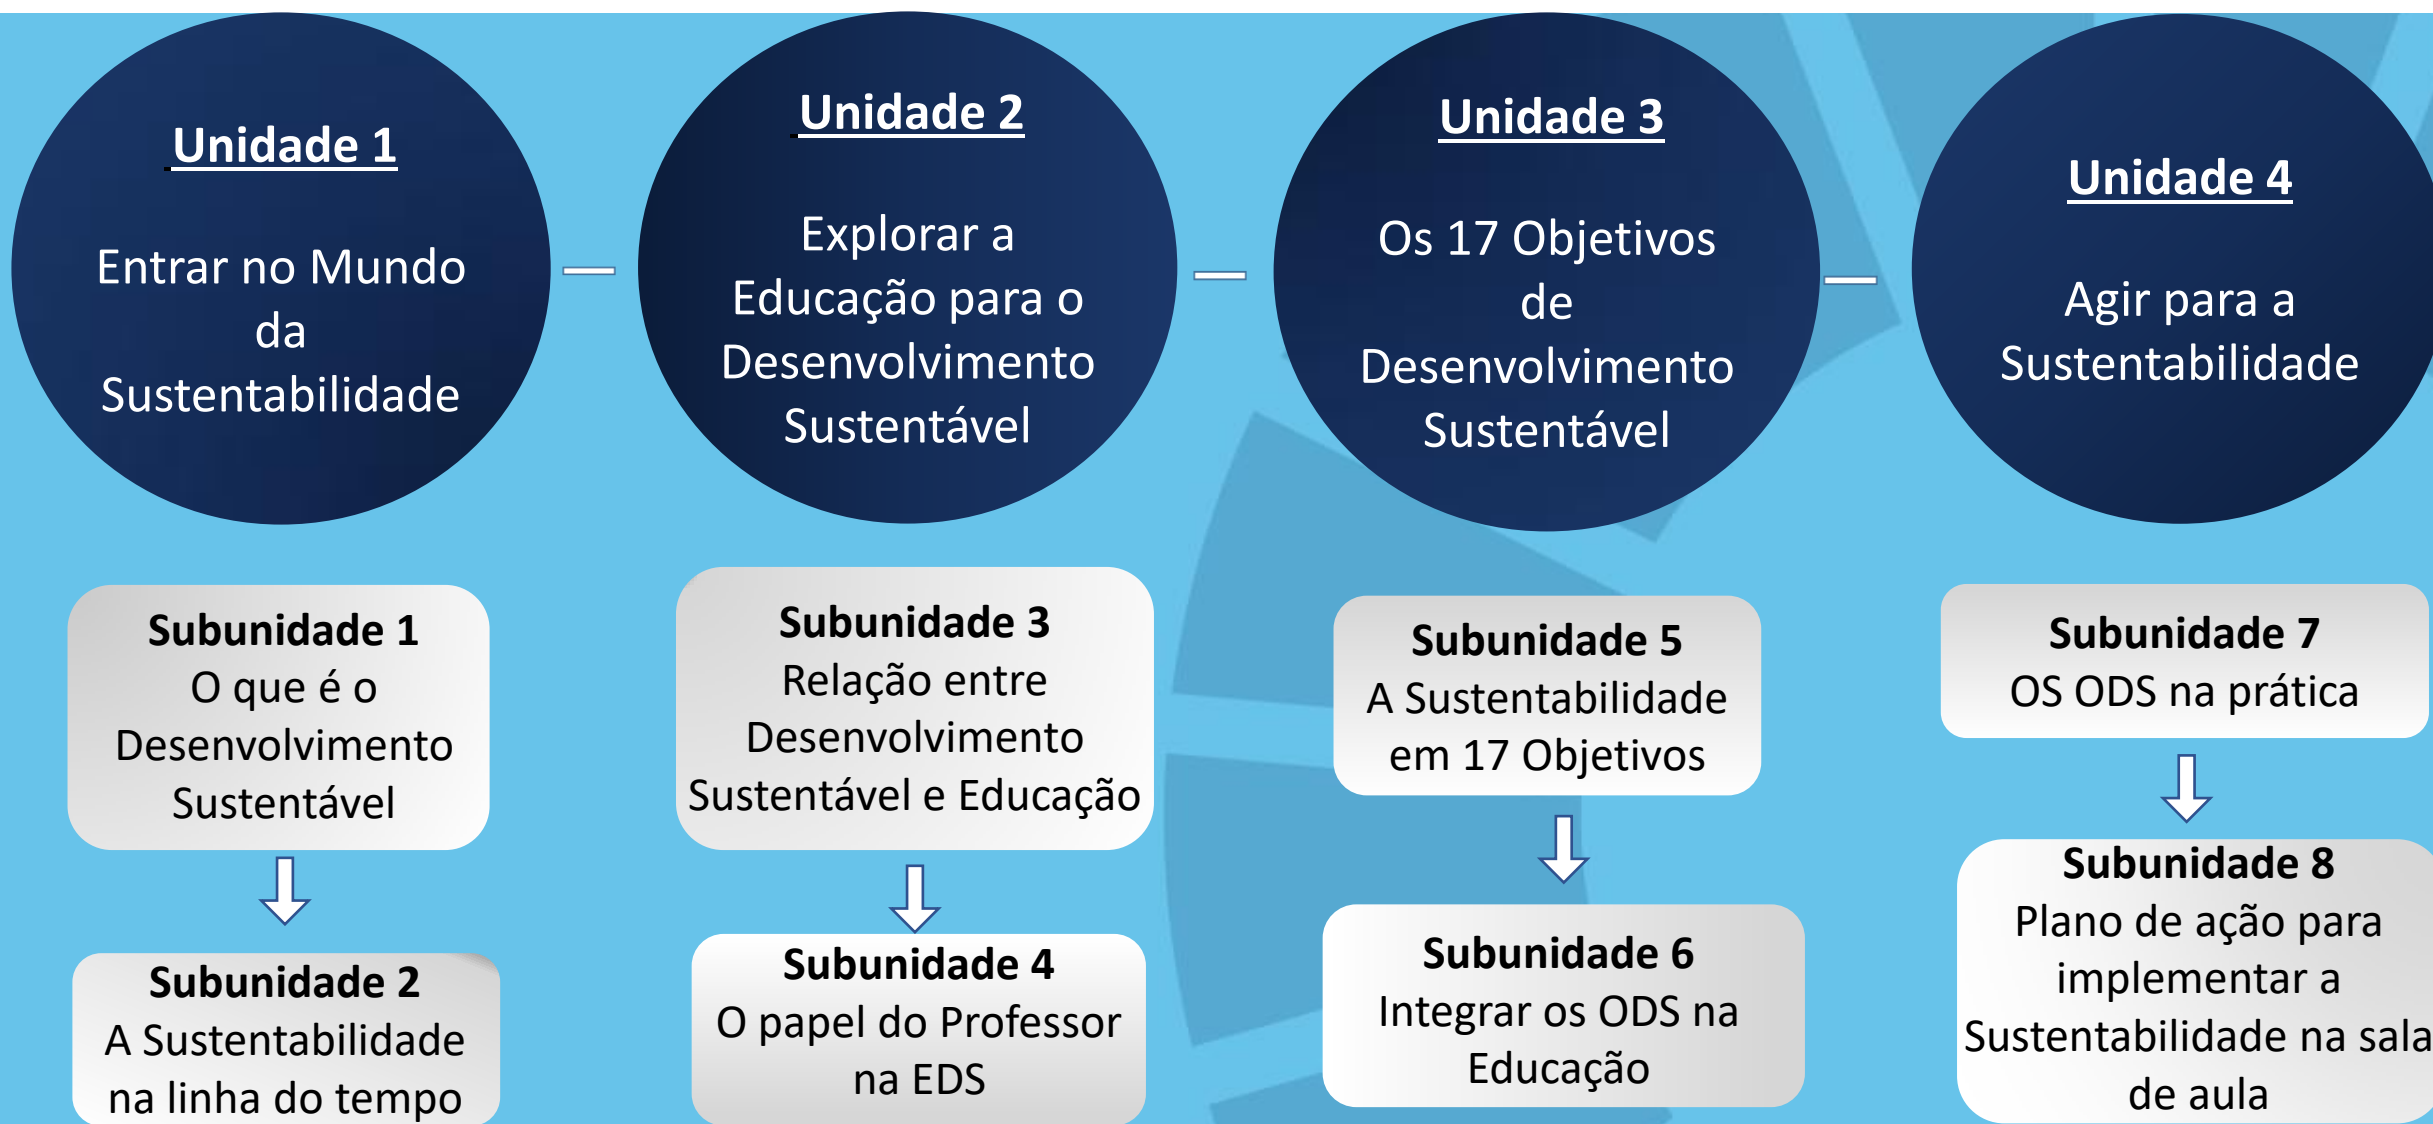 Unidade 1
Entrar no Mundo
da
Sustentabilidade
Unidade 2
Explorar a
Educação para o
Desenvolvimento
Sustentável
Unidade 3
Os 17 Objetivos
de
Desenvolvimento
Sustentável
Unidade 4
Agir para a
Sustentabilidade
Subunidade 1
O que é o
Desenvolvimento
Sustentável
Subunidade 2
A Sustentabilidade
na linha do tempo
Subunidade 3
Relação entre
Desenvolvimento
Sustentável e Educação
Subunidade 4
O papel do Professor
na EDS
Subunidade 5
A Sustentabilidade
em 17 Objetivos
Subunidade 6
Integrar os ODS na
Educação
Subunidade 7
OS ODS na prática
Subunidade 8
Plano de ação para
implementar a
Sustentabilidade na sala
de aula